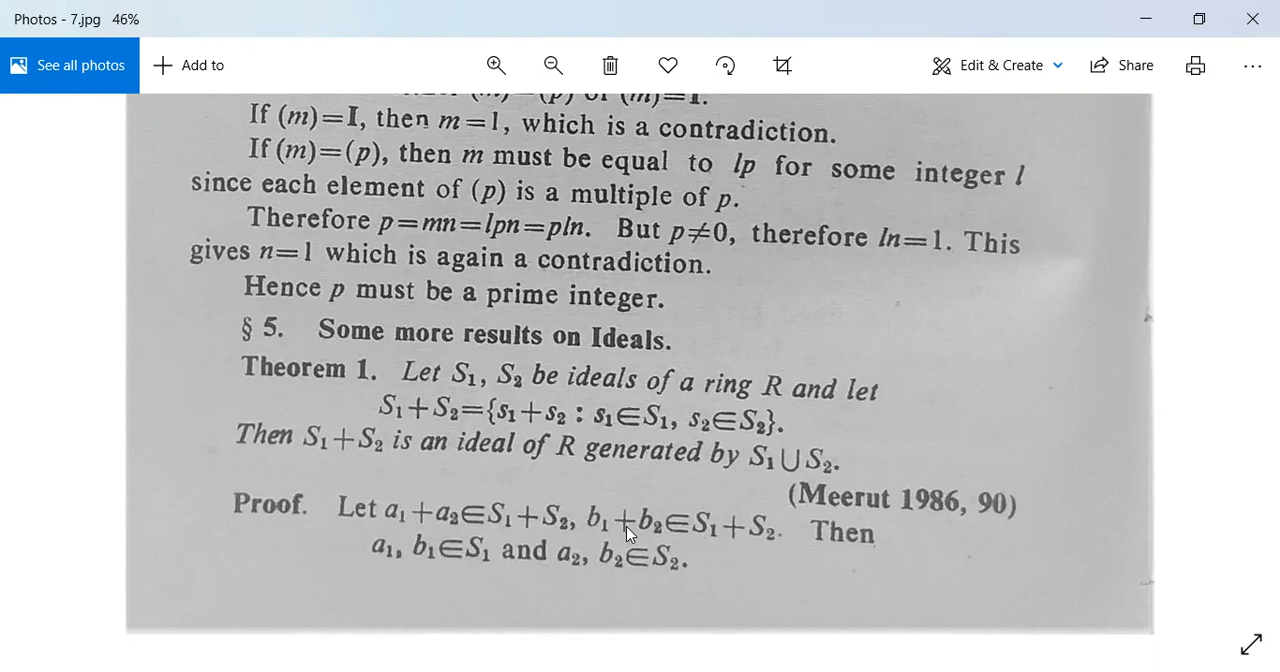 Photos - 7.jpg 46%
See all photos
Add to
Edit & Create
Share
(p) or (m)=I.
If (m)=I, then m=1, which is a contradiction.
If (m)=(p), then m must be equal to lp for some integer l
since each element of (p) is a multiple of p.
Therefore p=mn=lpn=pln. But p≠0, therefore ln=1. This
gives n=1 which is again a contradiction.
Hence p must be a prime integer.
§ 5. Some more results on Ideals.
Theorem 1. Let S₁, S₂ be ideals of a ring R and let
S₁+S₂={s₁+s₂ : s₁∈S₁, s₂∈S₂}.
Then S₁+S₂ is an ideal of R generated by S₁∪S₂.
(Meerut 1986, 90)
Proof. Let a₁+a₂∈S₁+S₂, b₁+b₂∈S₁+S₂. Then
a₁, b₁∈S₁ and a₂, b₂∈S₂.